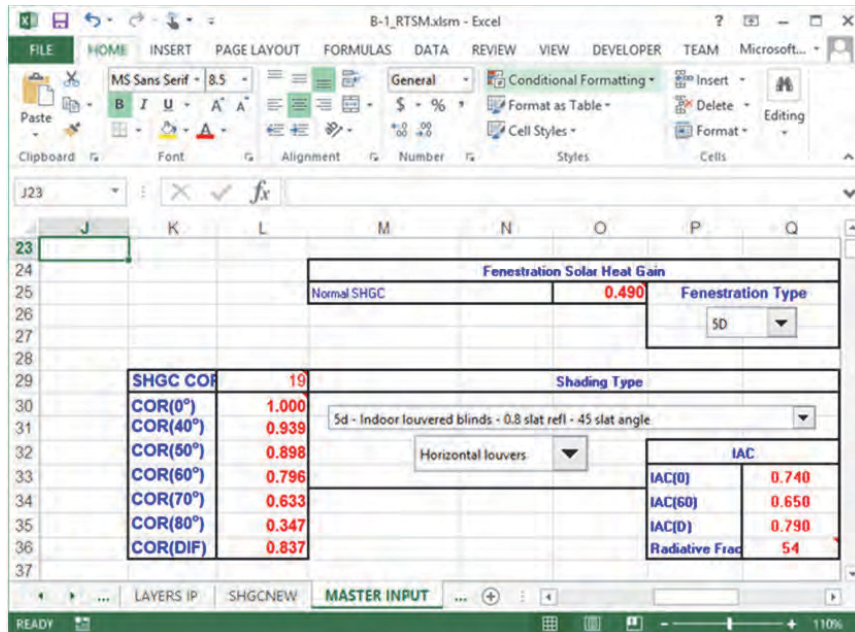 B-1_RTSM.xlsm - Excel
FILE HOME INSERT PAGE LAYOUT FORMULAS DATA REVIEW VIEW DEVELOPER TEAM Microsoft...
Paste
MS Sans Serif 8.5
B I U A A
A
General
$ - % ,
Conditional Formatting
Format as Table
Cell Styles
Insert
Delete
Format
Editing
Clipboard Font Alignment Number Styles Cells
J23 fx
J K L M N O P Q
23
24 Fenestration Solar Heat Gain
25 Normal SHGC 0.490 Fenestration Type
26 5D
27
28
29 SHGC COR 19 Shading Type
30 COR(0°) 1.000
31 COR(40°) 0.939 5d - Indoor louvered blinds - 0.8 slat refl - 45 slat angle
32 COR(50°) 0.898 Horizontal louvers IAC
33 COR(60°) 0.796 IAC(0) 0.740
34 COR(70°) 0.633 IAC(60) 0.650
35 COR(80°) 0.347 IAC(D) 0.790
36 COR(DIF) 0.837 Radiative Frac 54
37
... LAYERS IP SHGCNEW MASTER INPUT ...
READY 110%